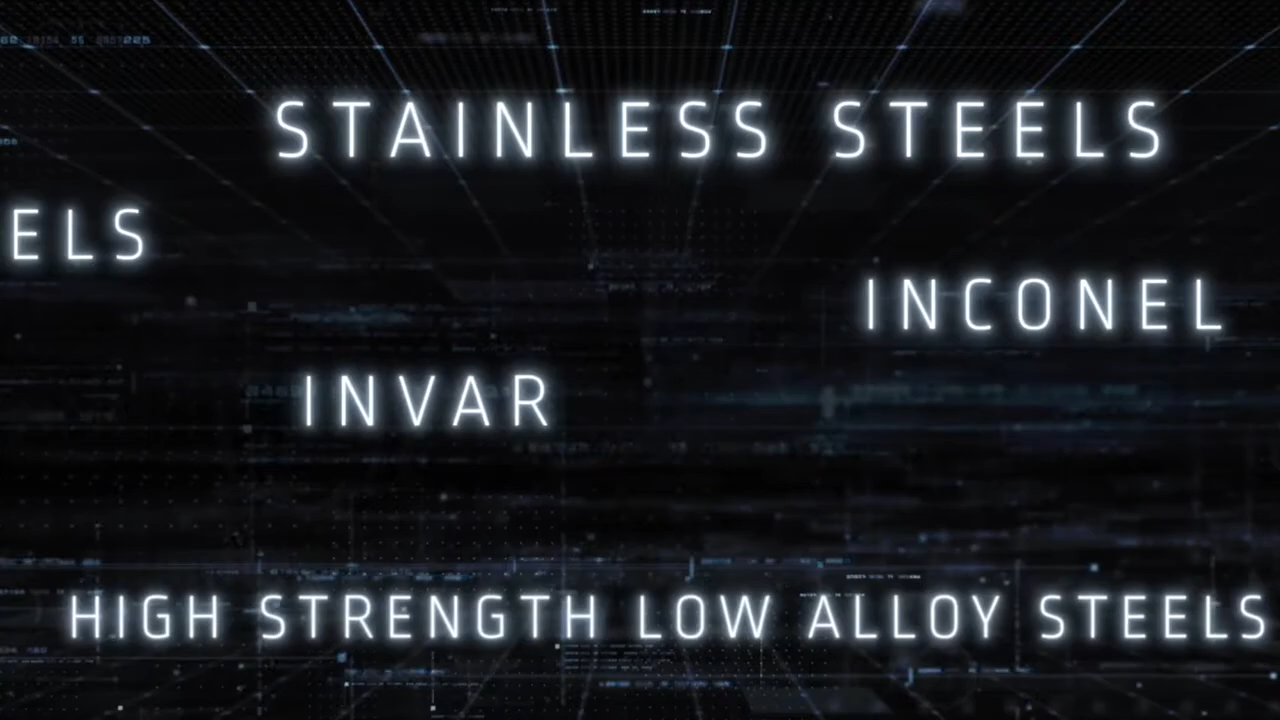 STAINLESS STEELS
ELS
INCONEL
INVAR
HIGH STRENGTH LOW ALLOY STEELS